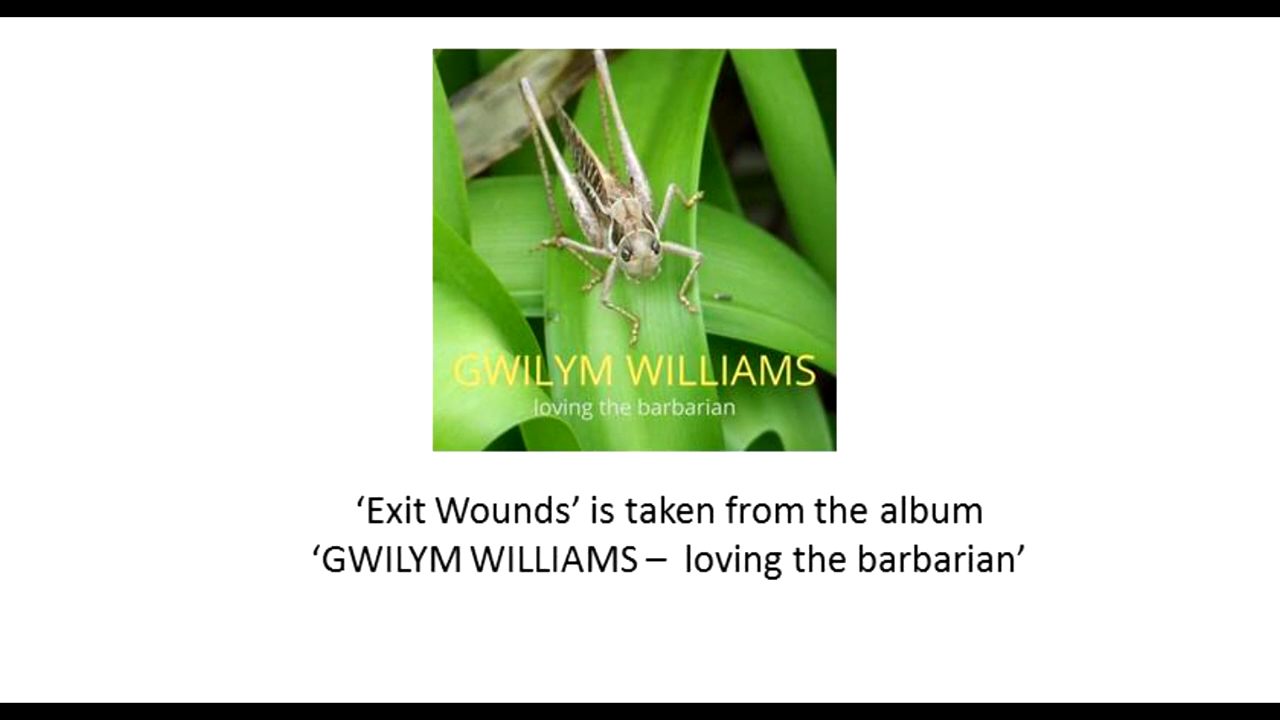 GWILYM WILLIAMS
loving the barbarian
‘Exit Wounds’ is taken from the album
‘GWILYM WILLIAMS – loving the barbarian’